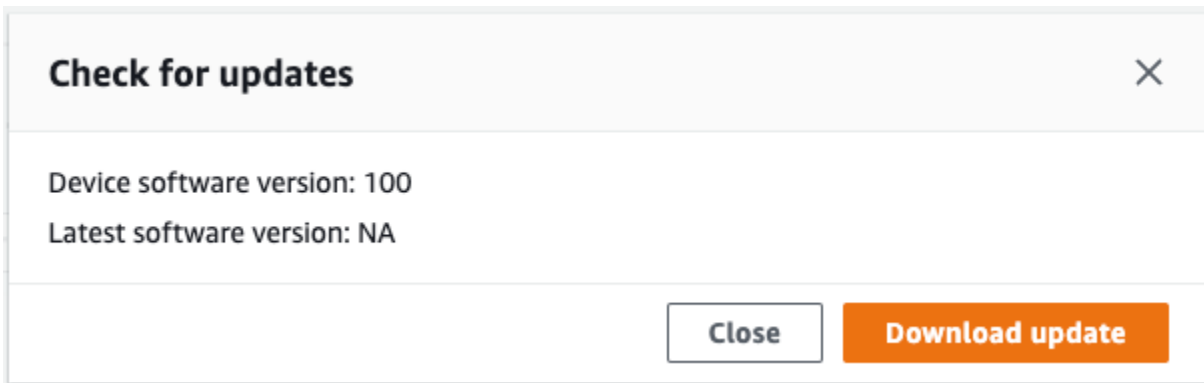 Check for updates
Device software version: 100
Latest software version: NA
Close
Download update